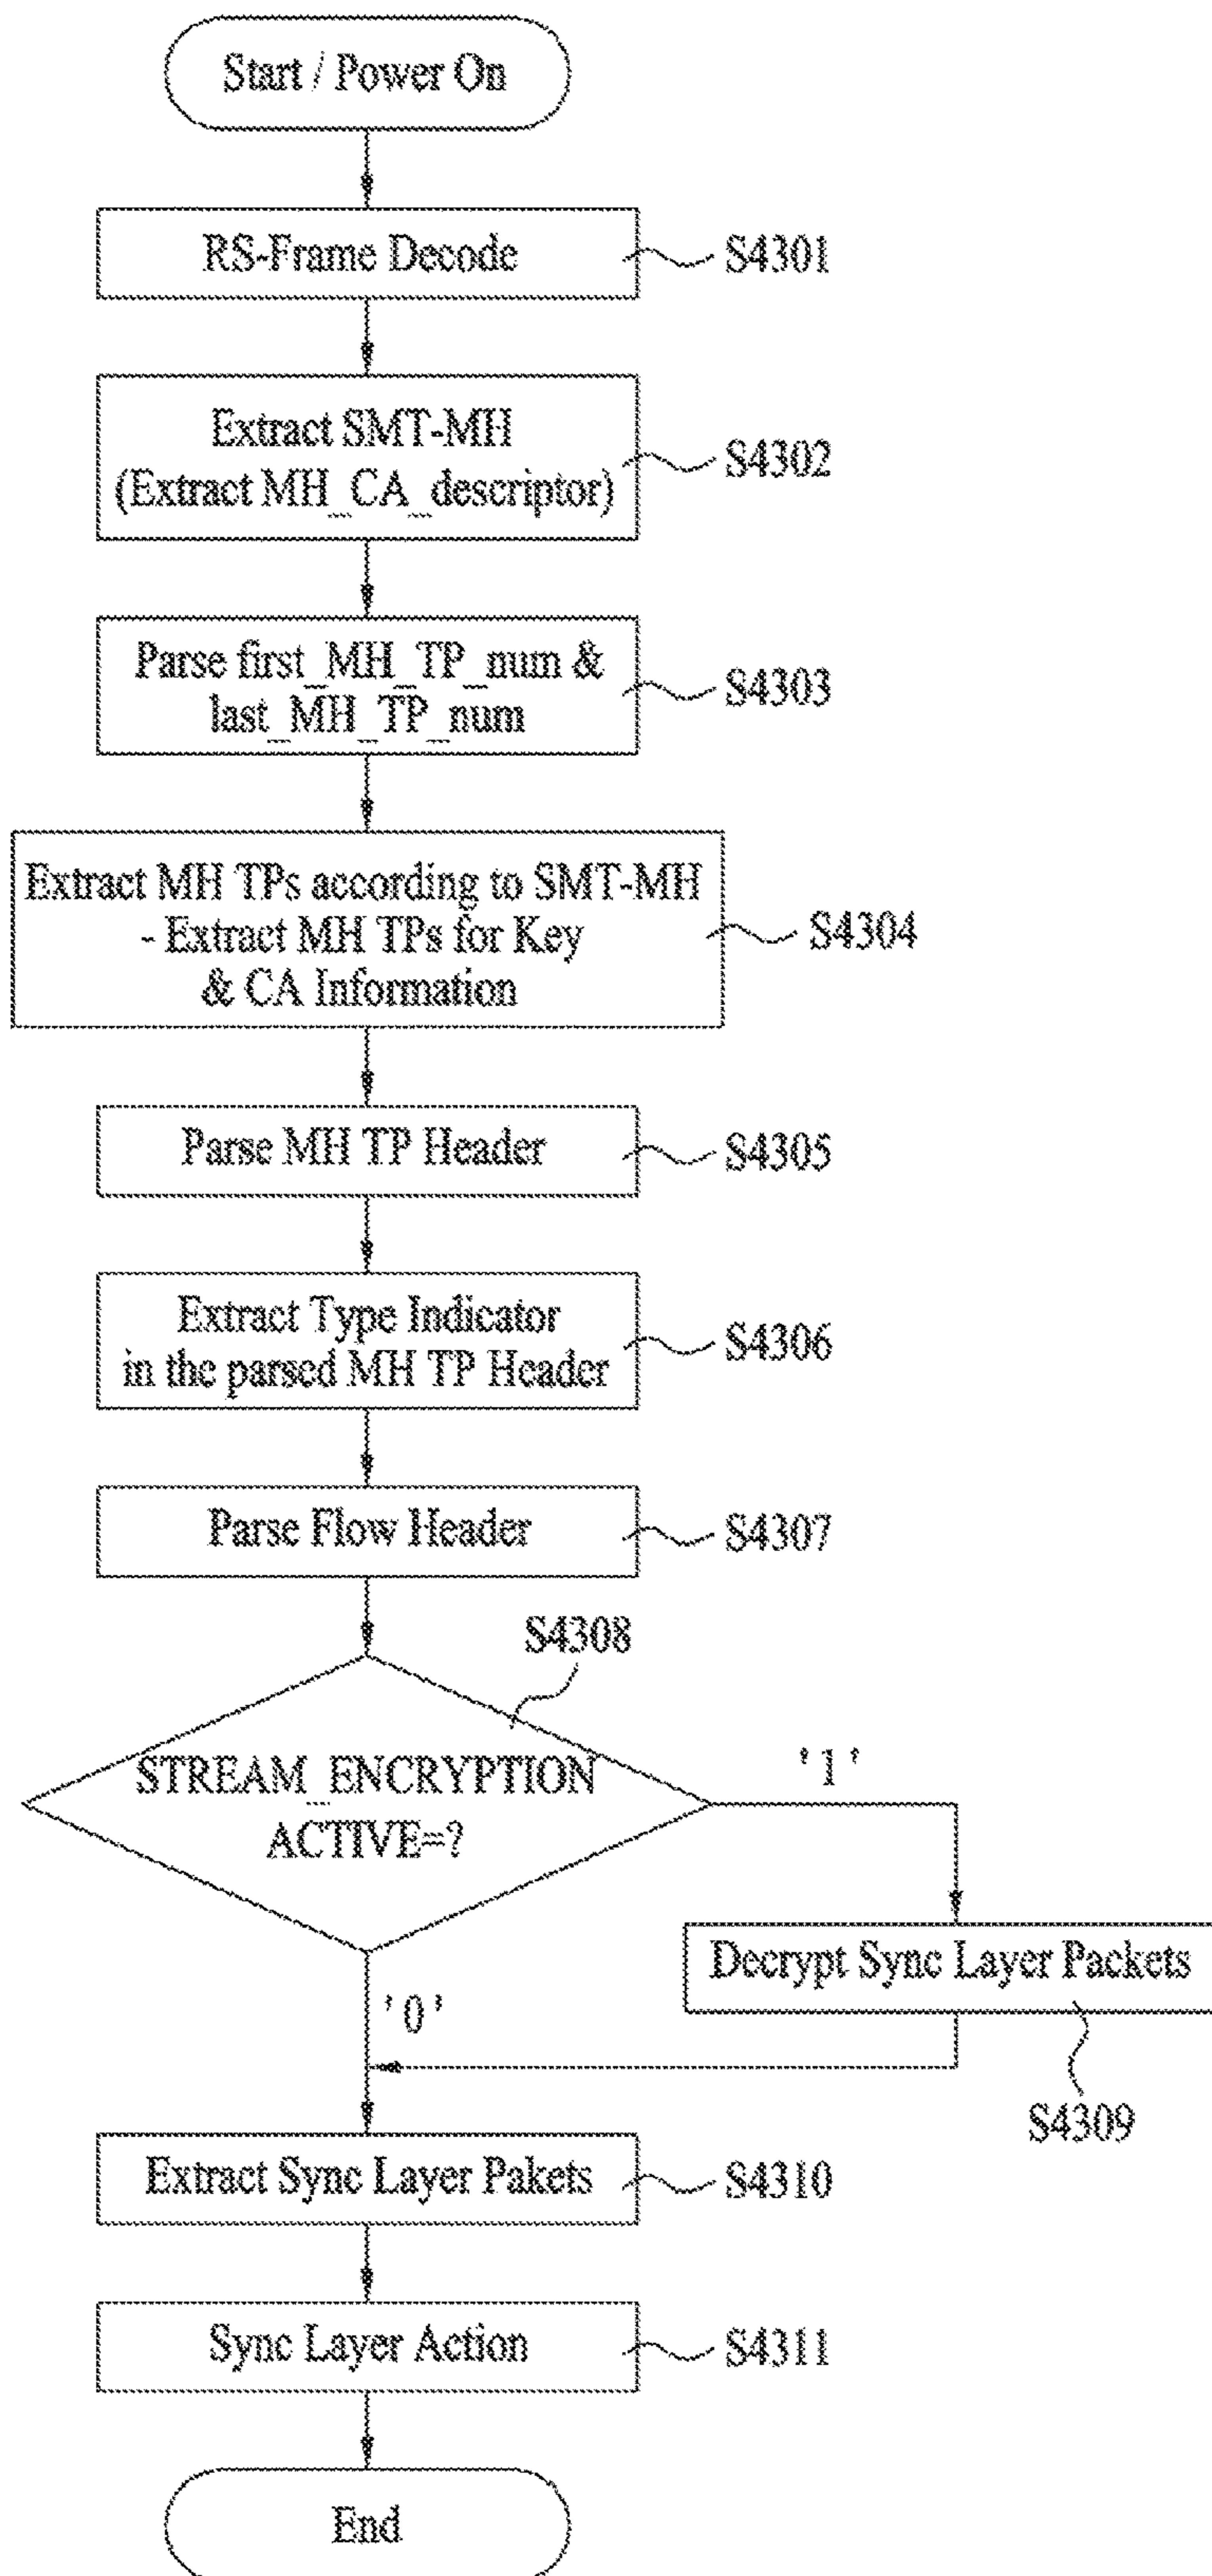 Start / Power On
RS-Frame Decode
S4301
Extract SMT-MH
(Extract MH_CA_descriptor)
S4302
Parse first_MH_TP_num &
last_MH_TP_num
S4303
Extract MH TPs according to SMT-MH
- Extract MH TPs for Key
& CA Information
S4304
Parse MH TP Header
S4305
Extract Type Indicator
in the parsed MH TP Header
S4306
Parse Flow Header
S4307
S4308
STREAM_ENCRYPTION
ACTIVE=?
'1'
Decrypt Sync Layer Packets
'0'
S4309
Extract Sync Layer Pakets
S4310
Sync Layer Action
S4311
End